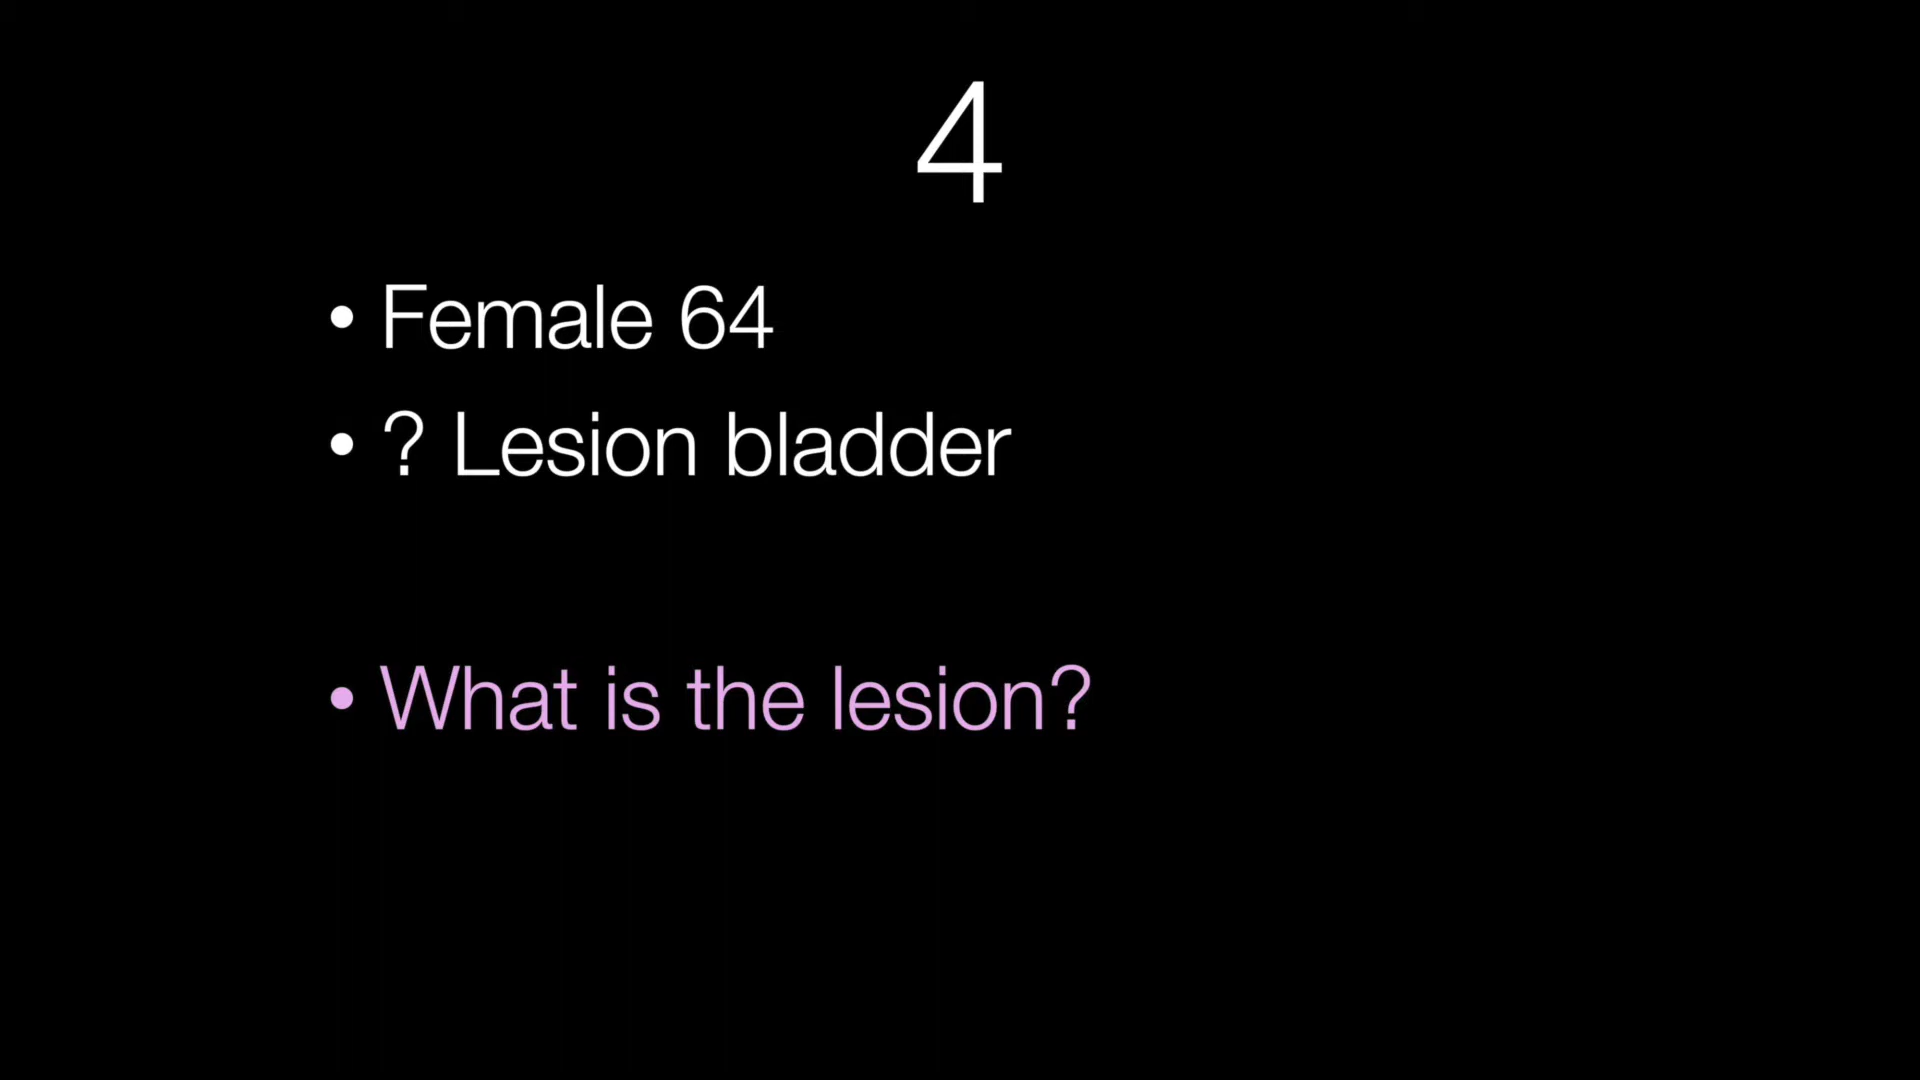 4
• Female 64
• ? Lesion bladder
• What is the lesion?